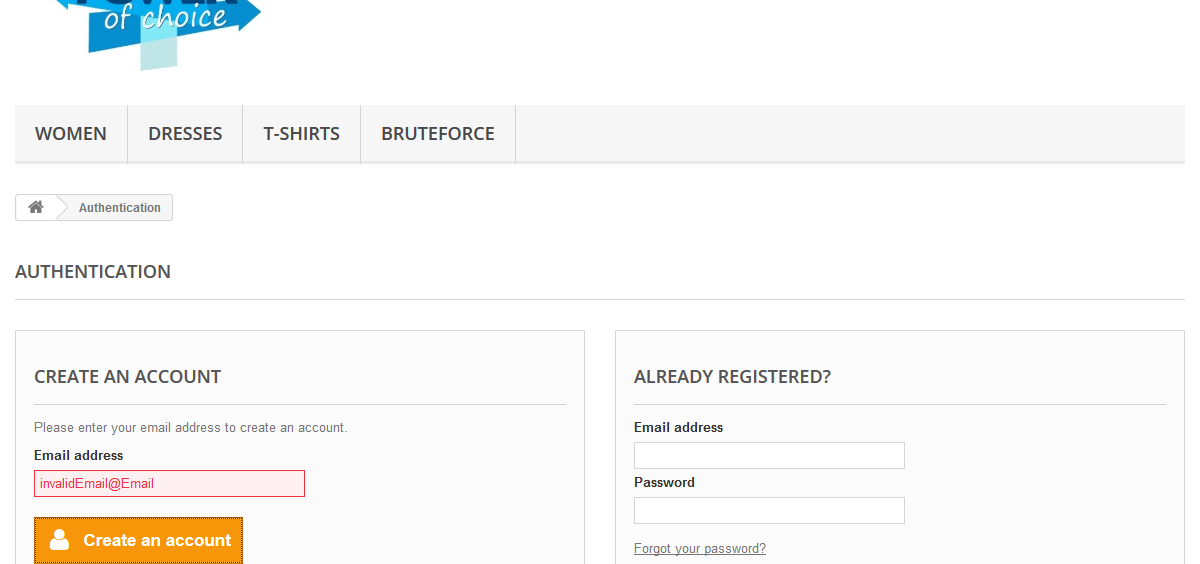 of choice
WOMEN
DRESSES
T-SHIRTS
BRUTEFORCE
Authentication
AUTHENTICATION
CREATE AN ACCOUNT
Please enter your email address to create an account.
Email address
invalidEmail@Email
Create an account
ALREADY REGISTERED?
Email address
Password
Forgot your password?